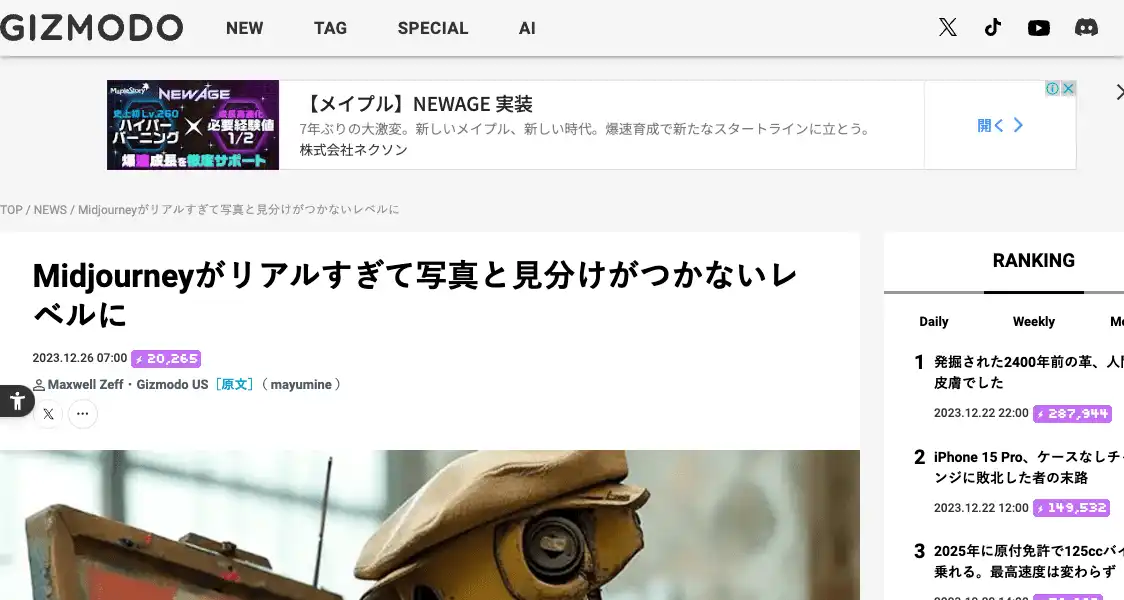 GIZMODO NEW TAG SPECIAL AI
MapleStory NEWAGE
史上初Lv.260
ハイパーバーニング
×
成長高速化
必要経験値1/2
爆速成長を徹底サポート
【メイプル】NEWAGE 実装
7年ぶりの大激変。新しいメイプル、新しい時代。爆速育成で新たなスタートラインに立とう。
株式会社ネクソン
開く
TOP / NEWS / Midjourneyがリアルすぎて写真と見分けがつかないレベルに
Midjourneyがリアルすぎて写真と見分けがつかないレ
ベルに
2023.12.26 07:00 20,265
Maxwell Zeff・Gizmodo US [原文] ( mayumine )
RANKING
Daily Weekly
1 発掘された2400年前の革、人
皮膚でした
2023.12.22 22:00 287,944
2 iPhone 15 Pro、ケースなしチ
ンジに敗北した者の末路
2023.12.22 12:00 149,532
3 2025年に原付免許で125ccバ
乗れる。最高速度は変わらず